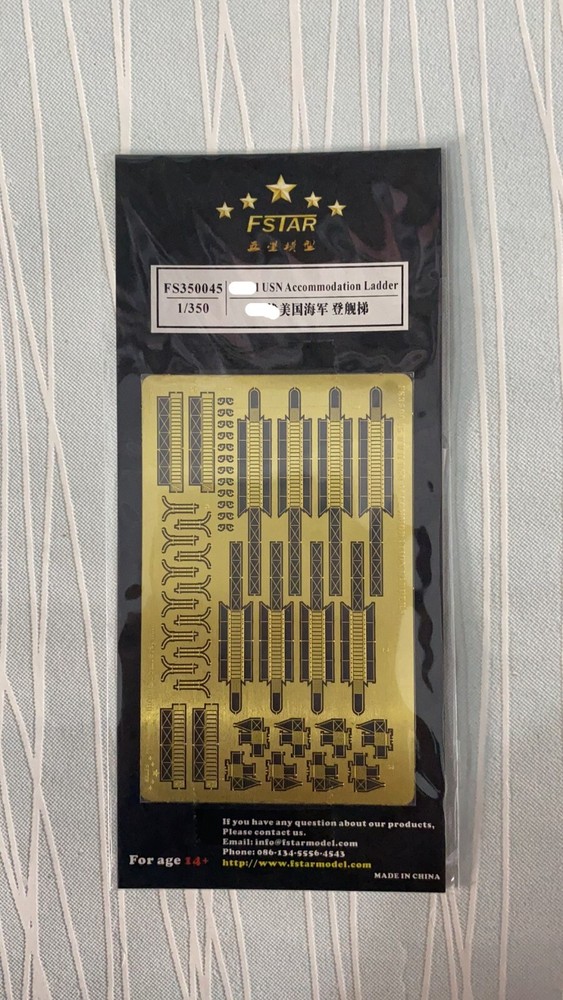 FSTAR
五星模型
FS350045
USN Accommodation Ladder
1/350
美国海军 登舰梯
If you have any question about our products,
Please contact us.
Email: info@fstarmodel.com
Phone: 086-134-5556-4543
For age 14+
http://www.fstarmodel.com
MADE IN CHINA